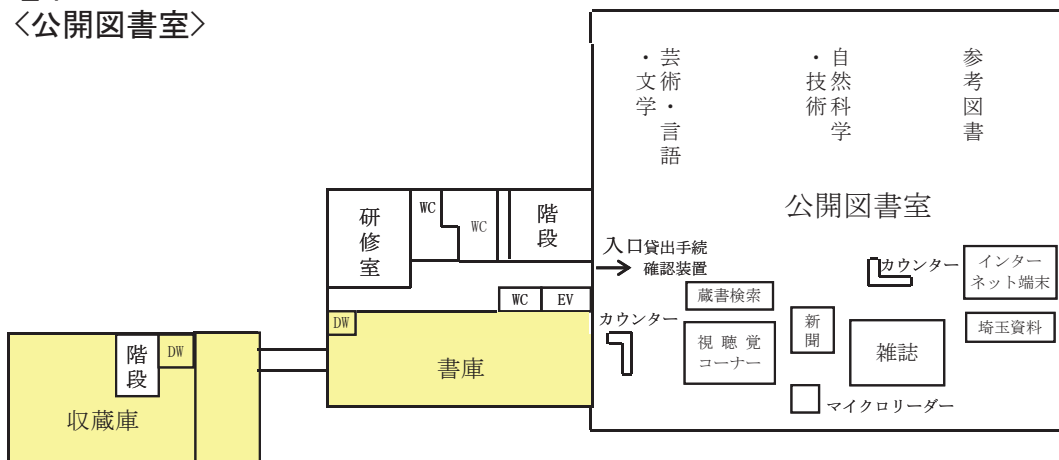 <公開図書室>
芸術・言語
・文学
自然科学
・技術
参考図書
公開図書室
研修室
WC
WC
階段
入口
貸出手続
確認装置
カウンター
インター
ネット端末
蔵書検索
WC
EV
カウンター
新聞
埼玉資料
DW
視聴覚
コーナー
雑誌
階段
DW
書庫
マイクロリーダー
収蔵庫